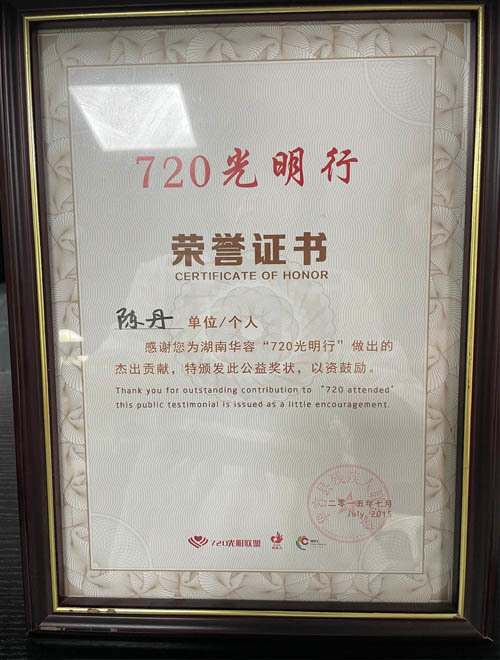 720光明行
荣誉证书
CERTIFICATE OF HONOR
陈丹 单位/个人
感谢您为湖南华容“720光明行”做出的
杰出贡献，特颁发此公益奖状，以资鼓励。
Thank you for outstanding contribution to “720 attended”
this public testimonial is issued as a little encouragement.
二零一五年七月
July, 2015
720光明联盟